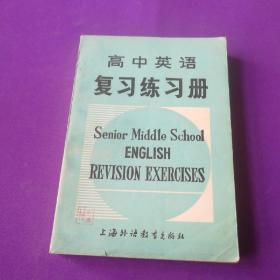 高中英语
复习练习册
Senior Middle School
ENGLISH
REVISION EXERCISES
上海外语教育出版社